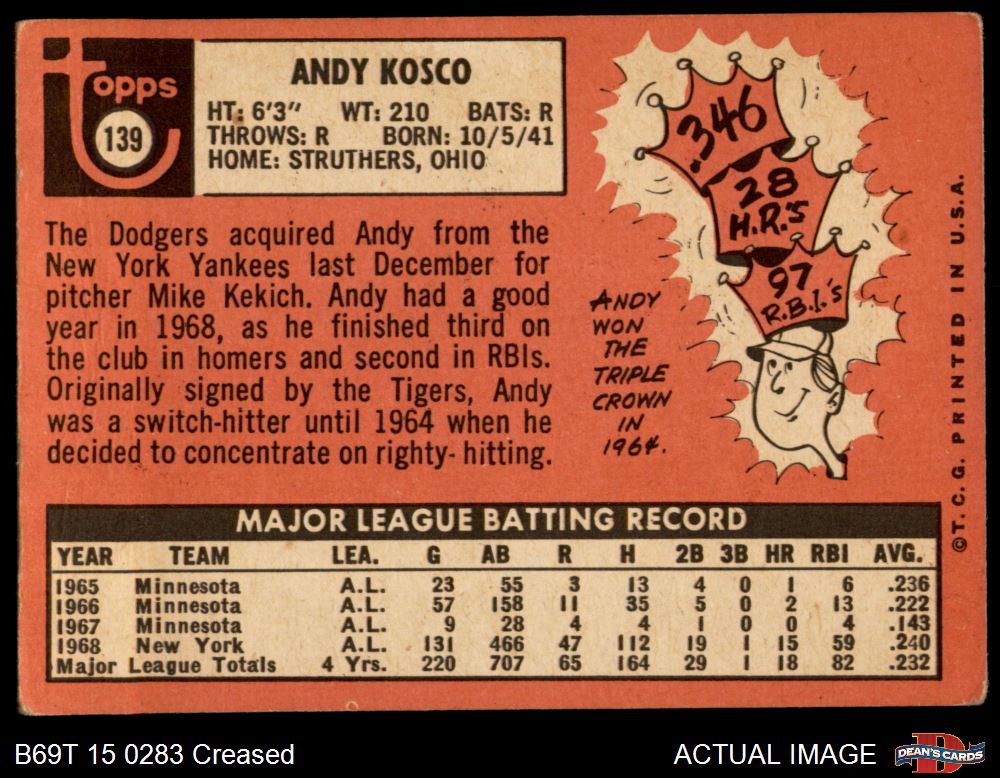 topps
139
ANDY KOSCO
HT: 6'3" WT: 210 BATS: R
THROWS: R BORN: 10/5/41
HOME: STRUTHERS, OHIO
The Dodgers acquired Andy from the
New York Yankees last December for
pitcher Mike Kekich. Andy had a good
year in 1968, as he finished third on
the club in homers and second in RBIs.
Originally signed by the Tigers, Andy
was a switch-hitter until 1964 when he
decided to concentrate on righty- hitting.
.346
28
H.R.'S
97
R.B.I.'s
ANDY
WON
THE
TRIPLE
CROWN
IN
1964.
©T.C.G. PRINTED IN U.S.A.
MAJOR LEAGUE BATTING RECORD
YEAR TEAM LEA. G AB R H 2B 3B HR RBI AVG.
1965 Minnesota A.L. 23 55 3 13 4 0 1 6 .236
1966 Minnesota A.L. 57 158 11 35 5 0 2 13 .222
1967 Minnesota A.L. 9 28 4 4 1 0 0 4 .143
1968 New York A.L. 131 466 47 112 19 1 15 59 .240
Major League Totals 4 Yrs. 220 707 65 164 29 1 18 82 .232
B69T 15 0283 Creased
ACTUAL IMAGE
DEAN'S CARDS